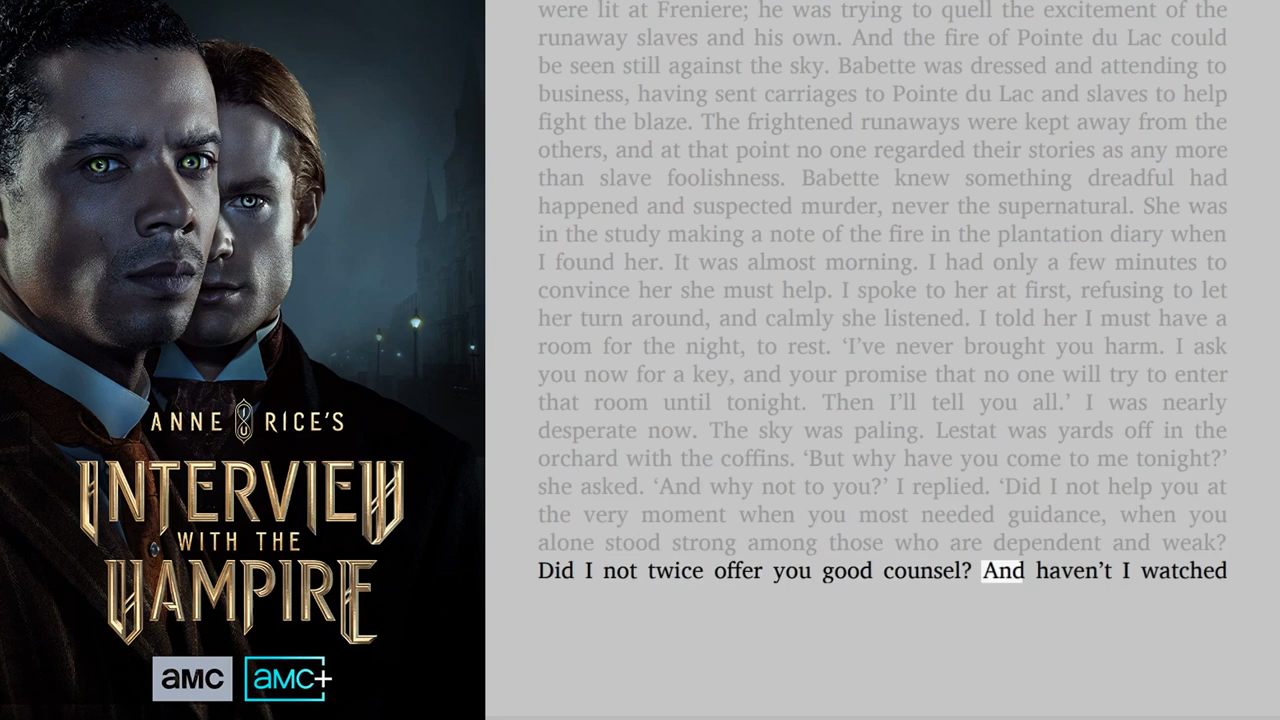 ANNE RICE'S
INTERVIEW
WITH THE
VAMPIRE
amc
amc+
were lit at Freniere; he was trying to quell the excitement of the
runaway slaves and his own. And the fire of Pointe du Lac could
be seen still against the sky. Babette was dressed and attending to
business, having sent carriages to Pointe du Lac and slaves to help
fight the blaze. The frightened runaways were kept away from the
others, and at that point no one regarded their stories as any more
than slave foolishness. Babette knew something dreadful had
happened and suspected murder, never the supernatural. She was
in the study making a note of the fire in the plantation diary when
I found her. It was almost morning. I had only a few minutes to
convince her she must help. I spoke to her at first, refusing to let
her turn around, and calmly she listened. I told her I must have a
room for the night, to rest. ‘I’ve never brought you harm. I ask
you now for a key, and your promise that no one will try to enter
that room until tonight. Then I’ll tell you all.’ I was nearly
desperate now. The sky was paling. Lestat was yards off in the
orchard with the coffins. ‘But why have you come to me tonight?’
she asked. ‘And why not to you?’ I replied. ‘Did I not help you at
the very moment when you most needed guidance, when you
alone stood strong among those who are dependent and weak?
Did I not twice offer you good counsel? And haven’t I watched